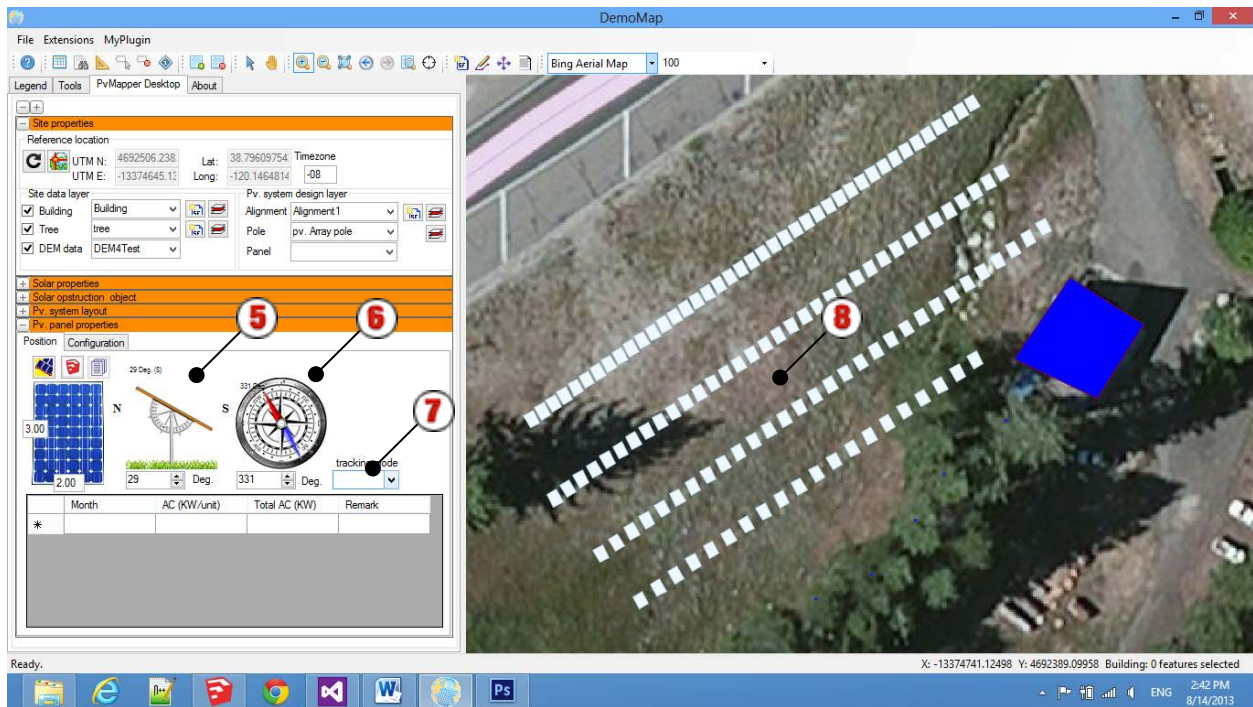 DemoMap
File Extensions MyPlugin
Bing Aerial Map 100
Legend Tools PvMapper Desktop About
Site properties
Reference location
UTM N: 4692506.238. Lat: 38.79609754. Timezone
UTM E: -13374645.13 Long: -120.1464814 -08
Site data layer Pv. system design layer
Building Building Alignment Alignment1
Tree tree Pole pv. Array pole
DEM data DEM4Test Panel
Solar properties
Solar opstruction object
Pv. system layout
Pv. panel properties
5 6
Position Configuration
29 Deg. (6)
331 Deg.
N S
8
7
3.00
tracking mode
2.00 29 Deg. 331 Deg.
Month AC (KW/unit) Total AC (KW) Remark
Ready.
X: -13374741.12498 Y: 4692389.09958 Building: 0 features selected
ENG 2:42 PM
8/14/2013
Ps